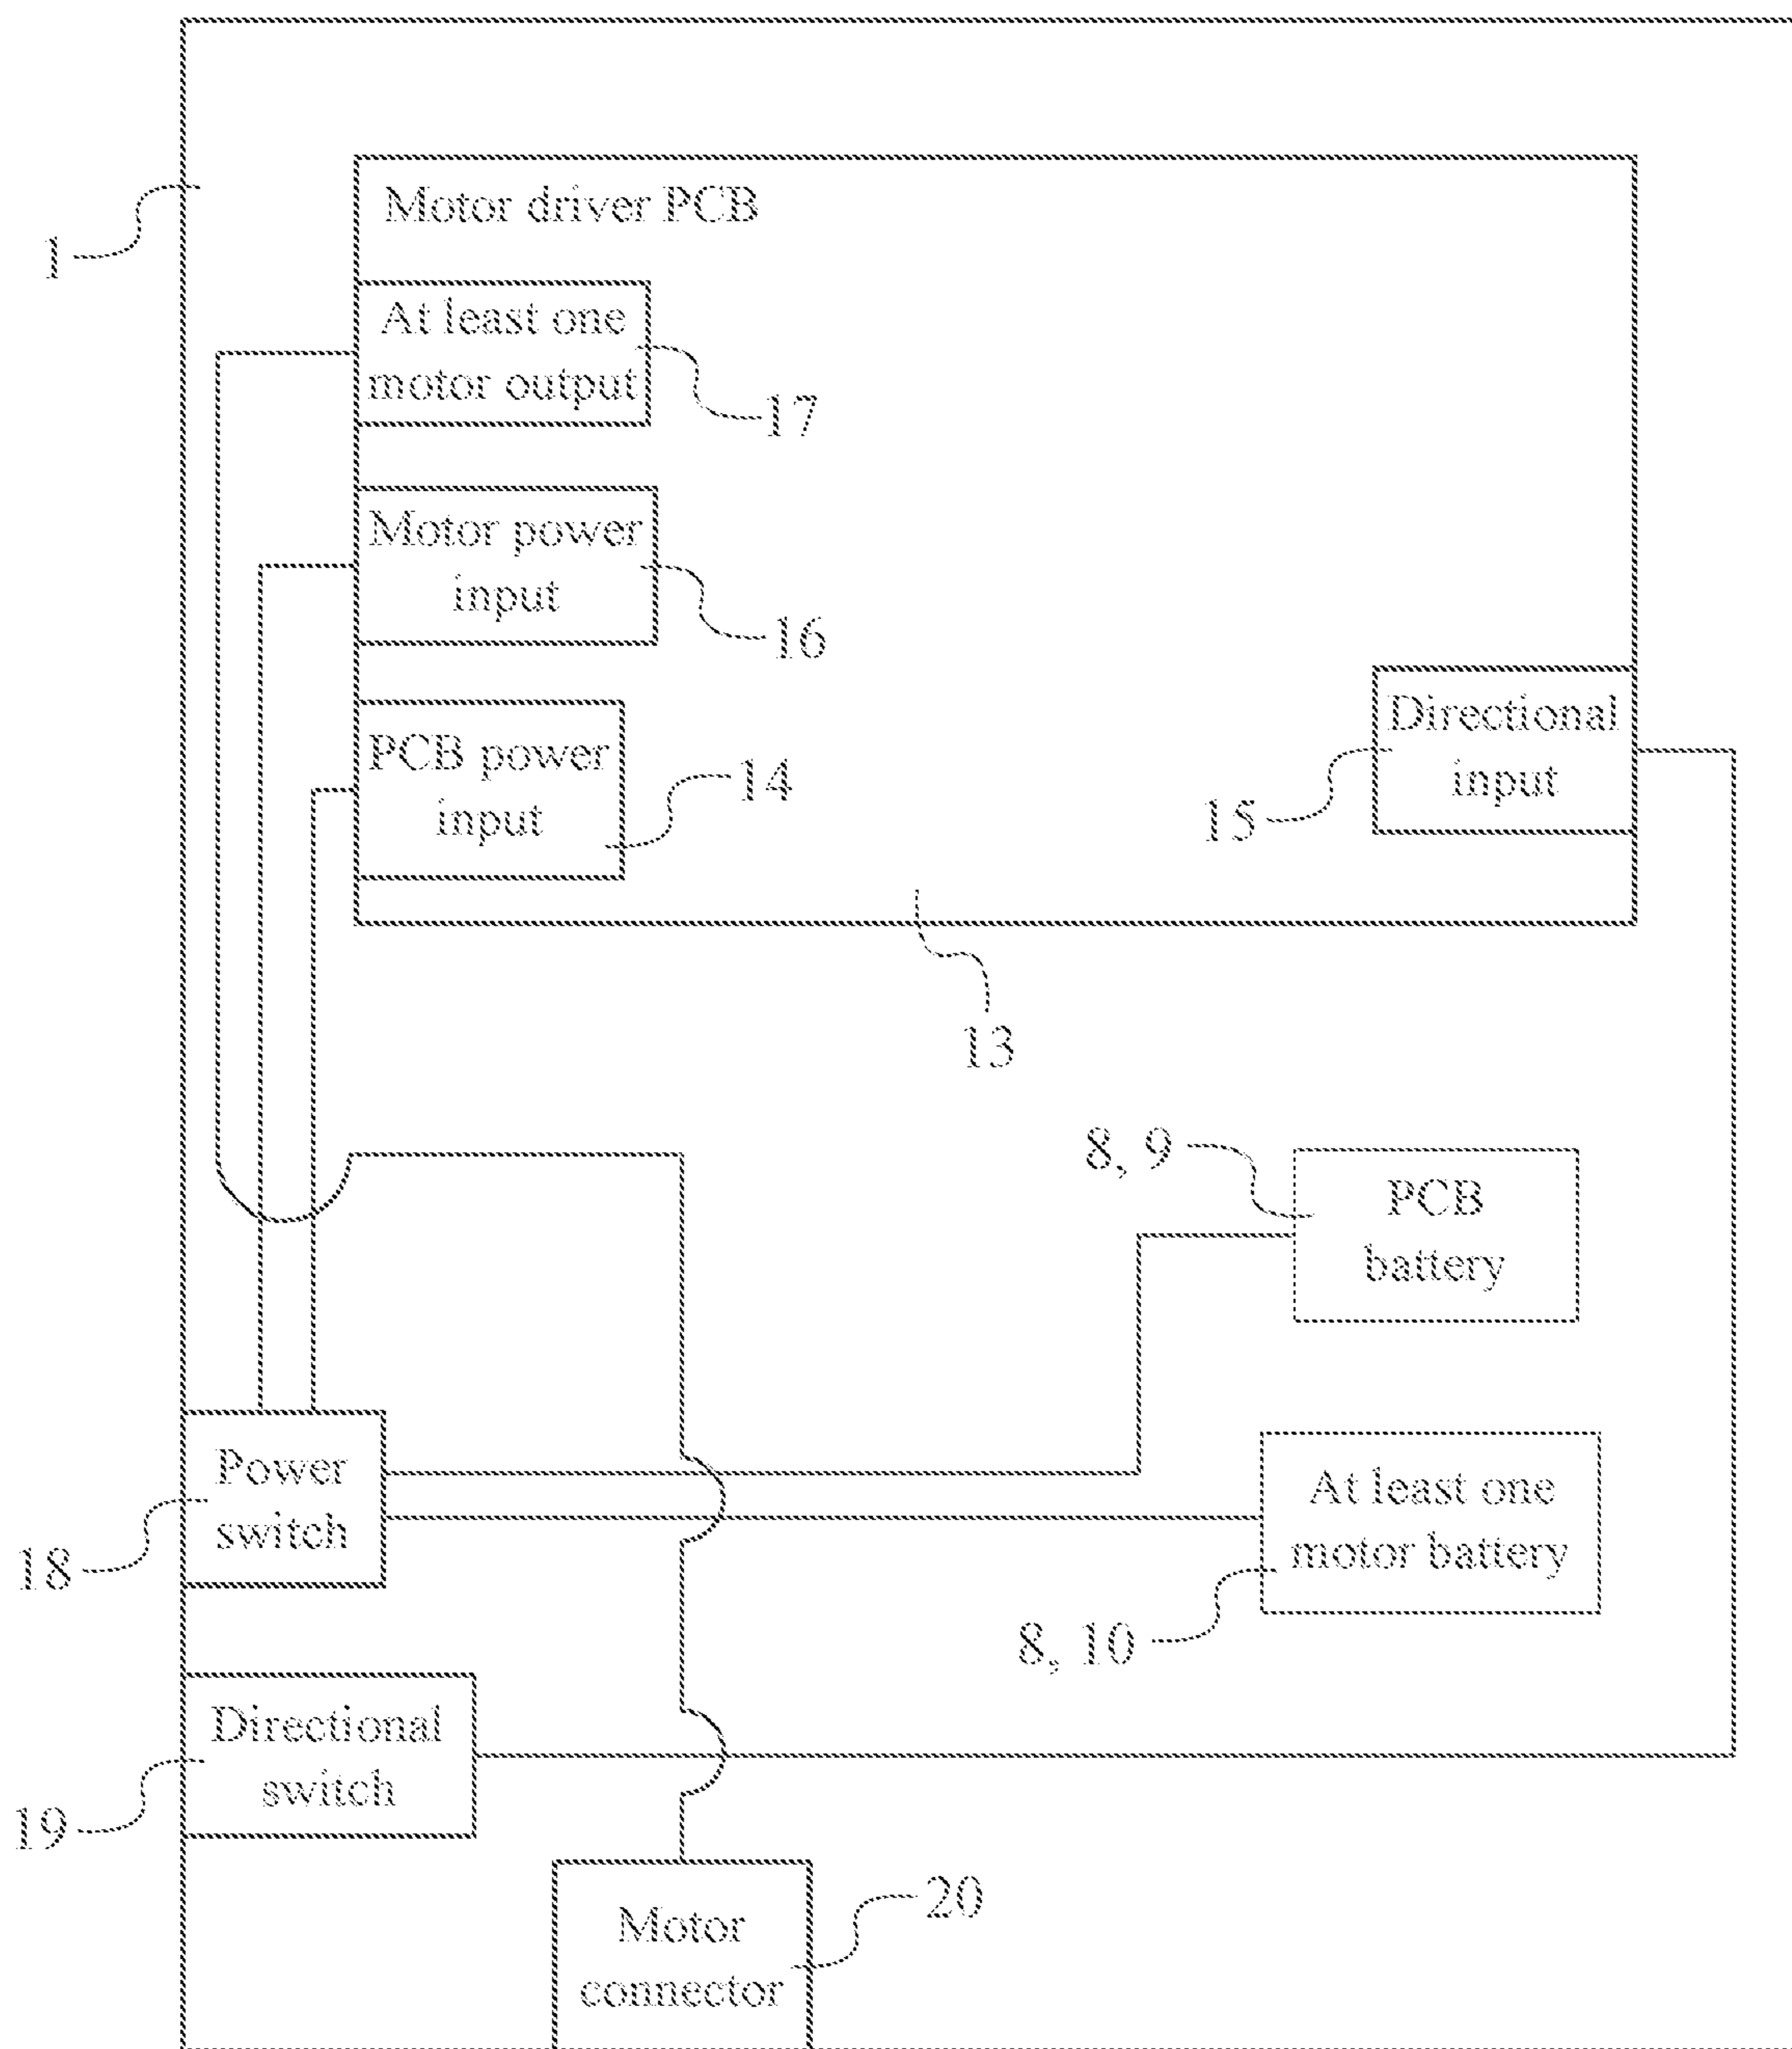 1
Motor driver PCB
At least one
motor output
17
Motor power
input
16
PCB power
input
14
Directional
input
15
13
8, 9
PCB
battery
Power
switch
18
At least one
motor battery
8, 10
Directional
switch
19
Motor
connector
20